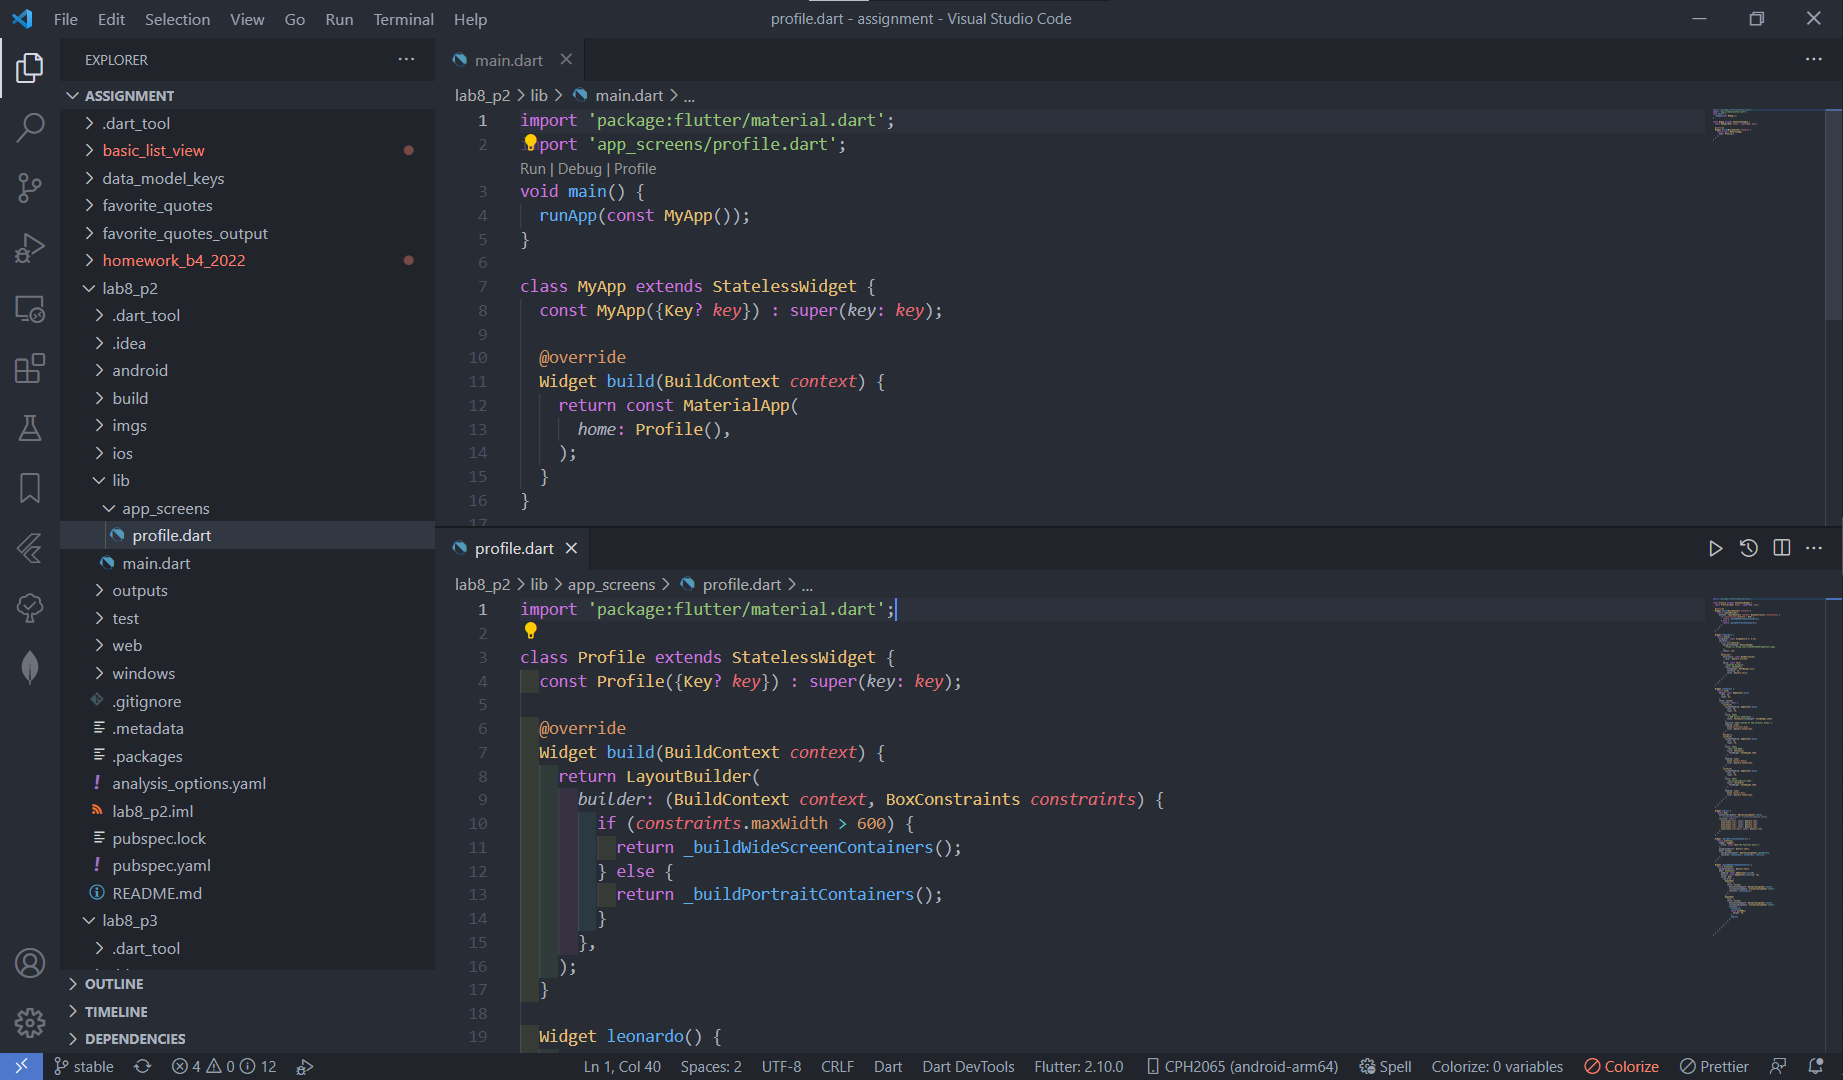 File Edit Selection View Go Run Terminal Help
profile.dart - assignment - Visual Studio Code
EXPLORER
ASSIGNMENT
.dart_tool
basic_list_view
data_model_keys
favorite_quotes
favorite_quotes_output
homework_b4_2022
lab8_p2
.dart_tool
.idea
android
build
imgs
ios
lib
app_screens
profile.dart
main.dart
outputs
test
web
windows
.gitignore
.metadata
.packages
analysis_options.yaml
lab8_p2.iml
pubspec.lock
pubspec.yaml
README.md
lab8_p3
.dart_tool
OUTLINE
TIMELINE
DEPENDENCIES
main.dart
lab8_p2 > lib > main.dart > ...
1 import 'package:flutter/material.dart';
2 port 'app_screens/profile.dart';
Run | Debug | Profile
3 void main() {
4 runApp(const MyApp());
5 }
6
7 class MyApp extends StatelessWidget {
8 const MyApp({Key? key}) : super(key: key);
9
10 @override
11 Widget build(BuildContext context) {
12 return const MaterialApp(
13 home: Profile(),
14 );
15 }
16 }
17
profile.dart
lab8_p2 > lib > app_screens > profile.dart > ...
1 import 'package:flutter/material.dart';
2
3 class Profile extends StatelessWidget {
4 const Profile({Key? key}) : super(key: key);
5
6 @override
7 Widget build(BuildContext context) {
8 return LayoutBuilder(
9 builder: (BuildContext context, BoxConstraints constraints) {
10 if (constraints.maxWidth > 600) {
11 return _buildWideScreenContainers();
12 } else {
13 return _buildPortraitContainers();
14 }
15 },
16 );
17 }
18
19 Widget leonardo() {
stable 4 0 12 Ln 1, Col 40 Spaces: 2 UTF-8 CRLF Dart Dart DevTools Flutter: 2.10.0 CPH2065 (android-arm64) Spell Colorize: 0 variables Colorize Prettier